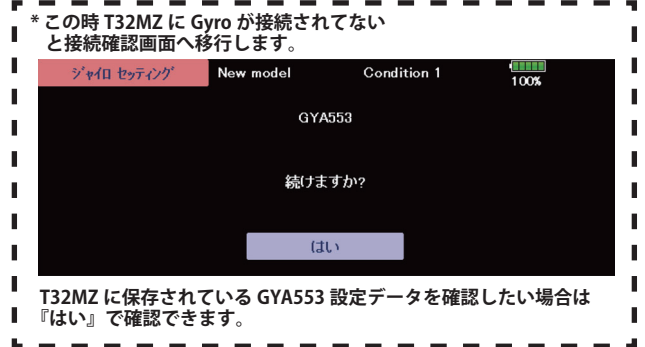 * この時 T32MZ に Gyro が接続されてない
と接続確認画面へ移行します。
ジャイロ セッティング New model Condition 1 100%
GYA553
続けますか?
はい
T32MZ に保存されている GYA553 設定データを確認したい場合は
『はい』で確認できます。